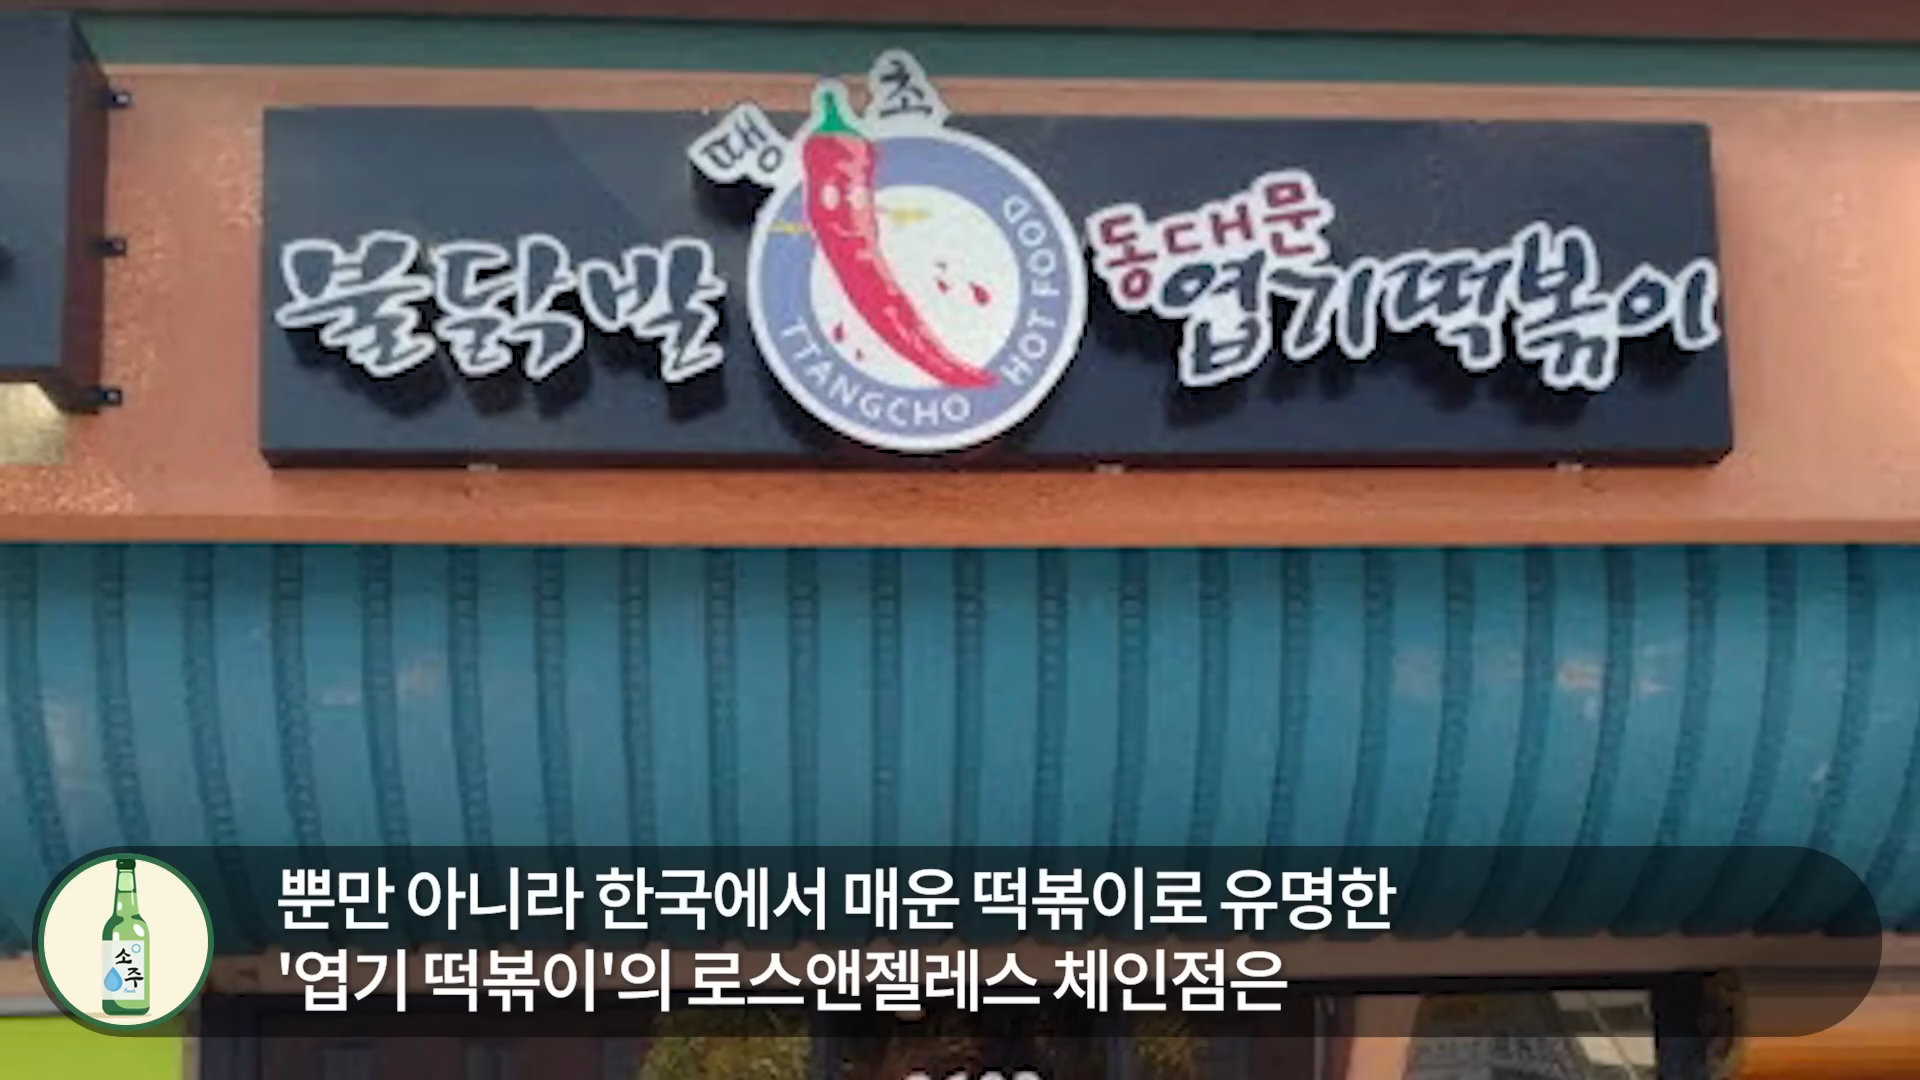 땡초
불닭발
TTANGCHO HOT FOOD
동대문
엽기떡볶이
소주
뿐만 아니라 한국에서 매운 떡볶이로 유명한
'엽기 떡볶이'의 로스앤젤레스 체인점은